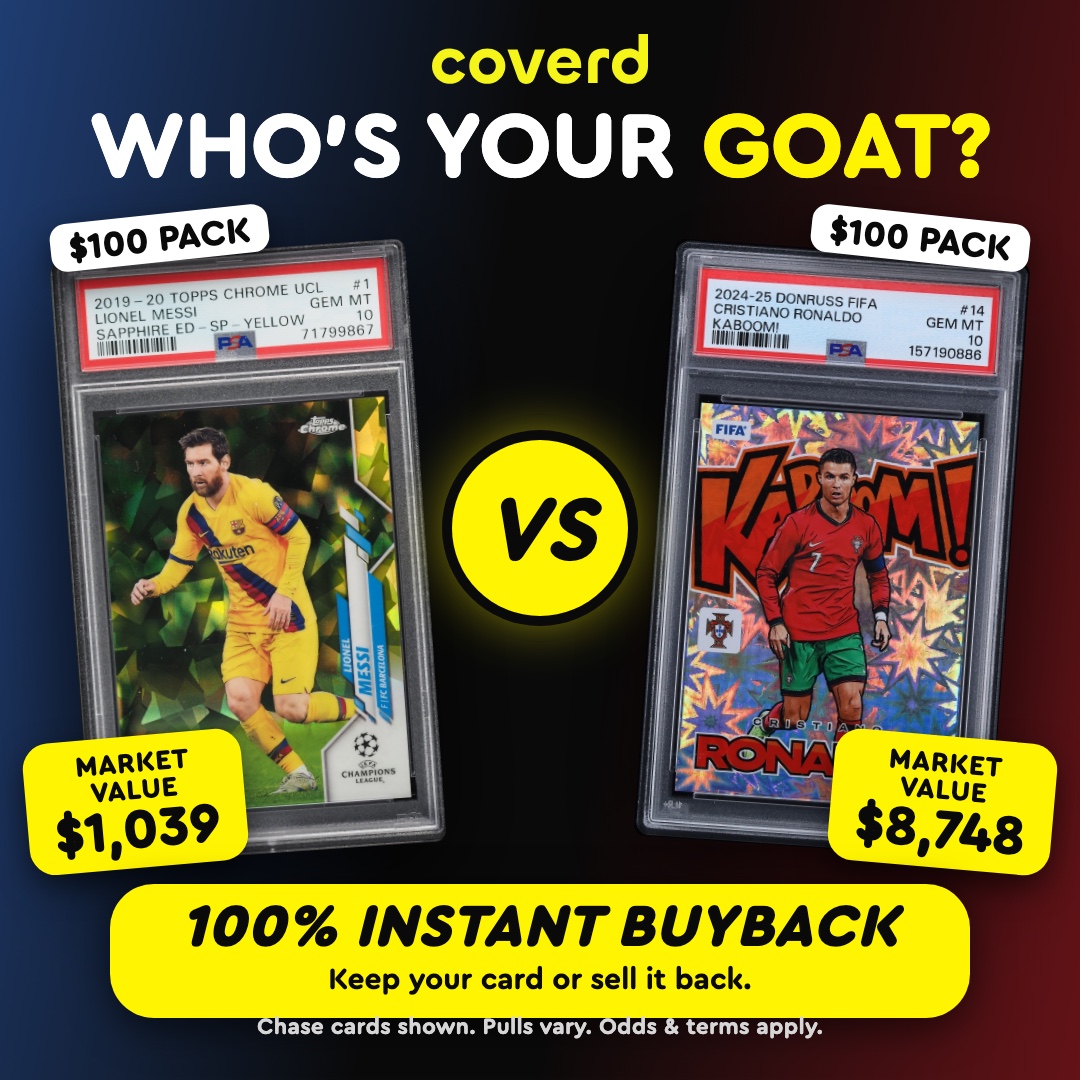 coverd
WHO'S YOUR GOAT?
$100 PACK
2019 – 20 TOPPS CHROME UCL #1
LIONEL MESSI GEM MT
SAPPHIRE ED – SP – YELLOW 10
PSA 71799867
Topps
Chrome
Rakuten
LIONEL
MESSI
F | FC BARCELONA
UEFA
CHAMPIONS
LEAGUE
MARKET
VALUE
$1,039
VS
$100 PACK
2024-25 DONRUSS FIFA #14
CRISTIANO RONALDO GEM MT
KABOOM! 10
PSA 157190886
FIFA
KABOOM!
7
CRISTIANO
RONA
MARKET
VALUE
$8,748
100% INSTANT BUYBACK
Keep your card or sell it back.
Chase cards shown. Pulls vary. Odds & terms apply.